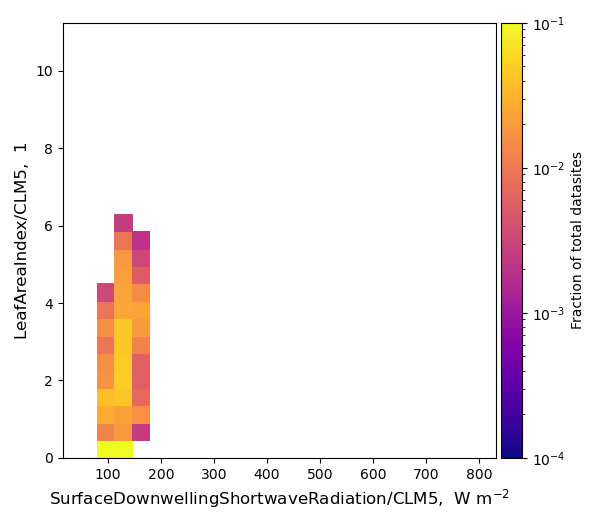 10
8
6
4
2
0
LeafAreaIndex/CLM5,  1
100 200 300 400 500 600 700 800
SurfaceDownwellingShortwaveRadiation/CLM5,  W m⁻²
10⁻¹
10⁻²
10⁻³
10⁻⁴
Fraction of total datasites